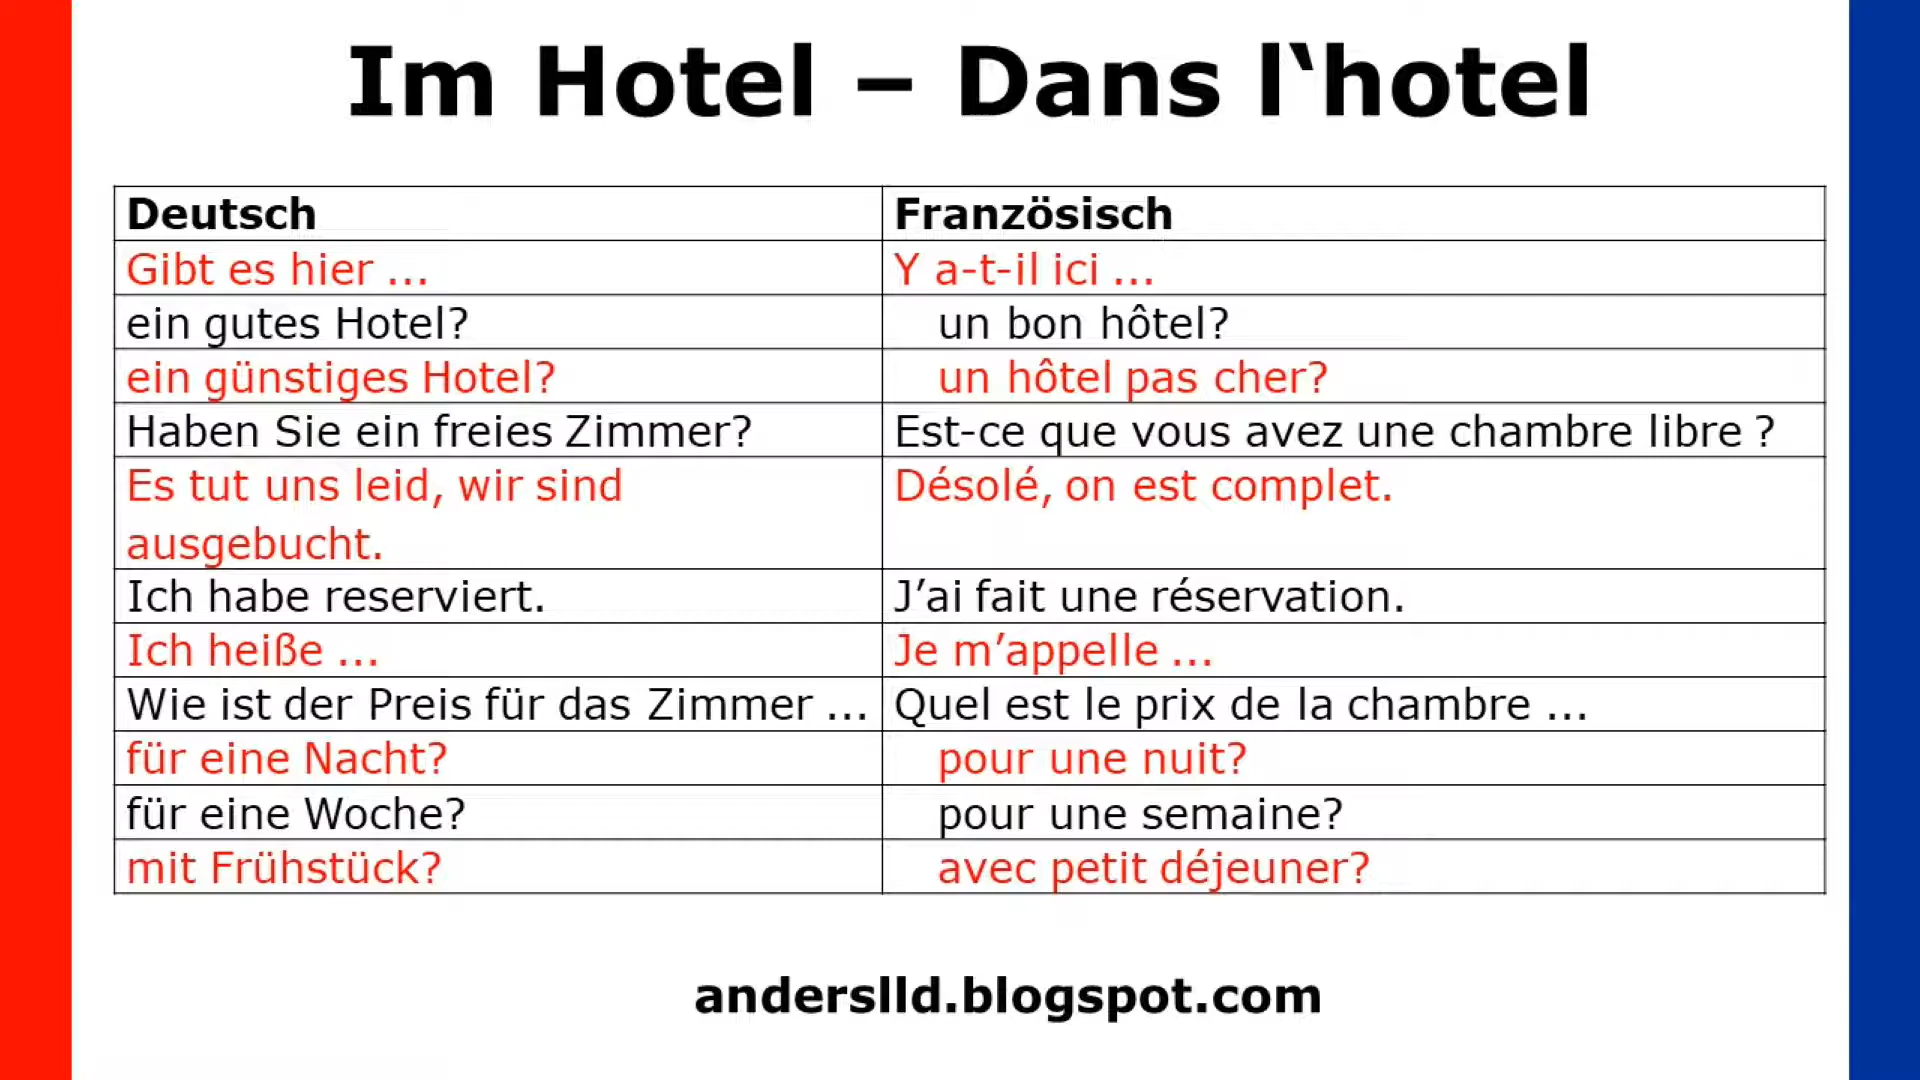 Im Hotel – Dans l‘hotel
Deutsch Französisch
Gibt es hier ... Y a-t-il ici ...
ein gutes Hotel? un bon hôtel?
ein günstiges Hotel? un hôtel pas cher?
Haben Sie ein freies Zimmer? Est-ce que vous avez une chambre libre ?
Es tut uns leid, wir sind Désolé, on est complet.
ausgebucht.
Ich habe reserviert. J’ai fait une réservation.
Ich heiße ... Je m’appelle ...
Wie ist der Preis für das Zimmer ... Quel est le prix de la chambre ...
für eine Nacht? pour une nuit?
für eine Woche? pour une semaine?
mit Frühstück? avec petit déjeuner?
anderslld.blogspot.com